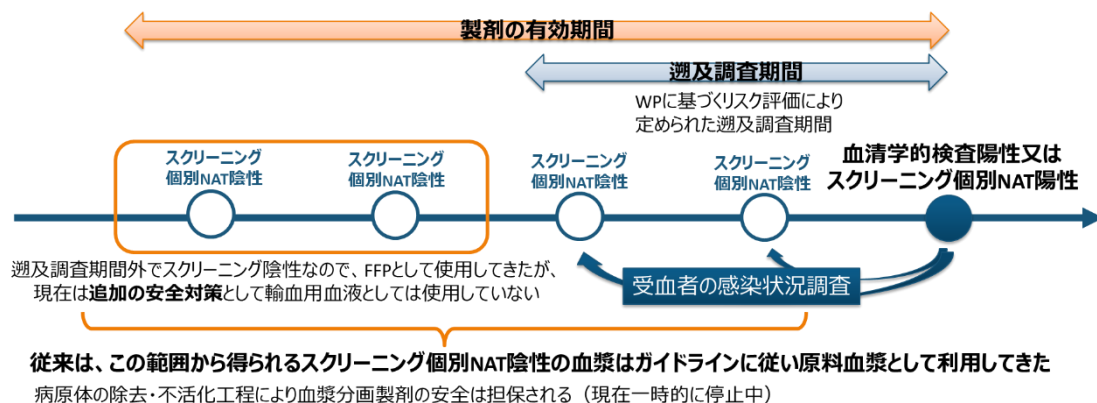 製剤の有効期間
遡及調査期間
WPに基づくリスク評価により
定められた遡及調査期間
スクリーニング
個別NAT陰性
スクリーニング
個別NAT陰性
スクリーニング
個別NAT陰性
スクリーニング
個別NAT陰性
血清学的検査陽性又は
スクリーニング個別NAT陽性
遡及調査期間外でスクリーニング陰性なので、FFPとして使用してきたが、
現在は追加の安全対策として輸血用血液としては使用していない
受血者の感染状況調査
従来は、この範囲から得られるスクリーニング個別NAT陰性の血漿はガイドラインに従い原料血漿として利用してきた
病原体の除去・不活化工程により血漿分画製剤の安全は担保される（現在一時的に停止中）